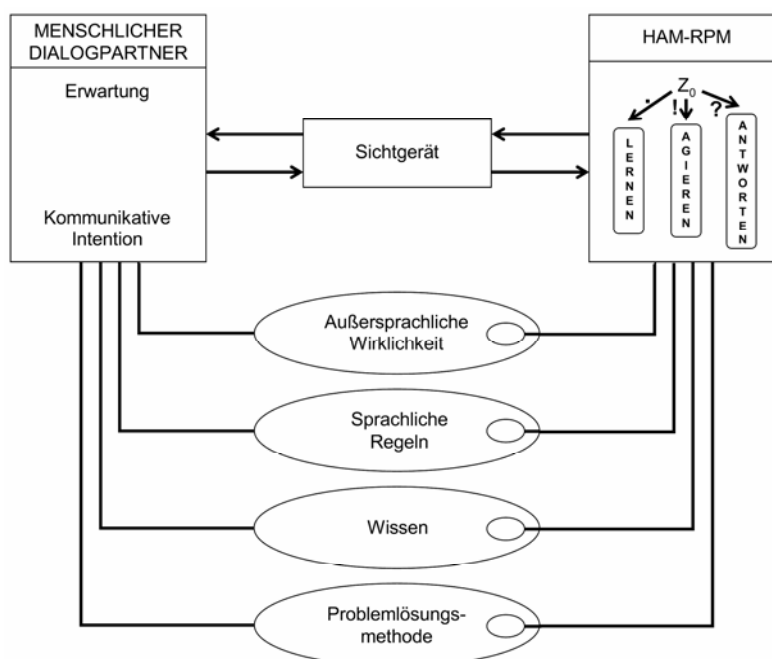 MENSCHLICHER
DIALOGPARTNER
Erwartung
Kommunikative
Intention
Sichtgerät
HAM-RPM
Z0
. ! ?
LERNEN
AGIEREN
ANTWORTEN
Außersprachliche
Wirklichkeit
Sprachliche
Regeln
Wissen
Problemlösungs-
methode